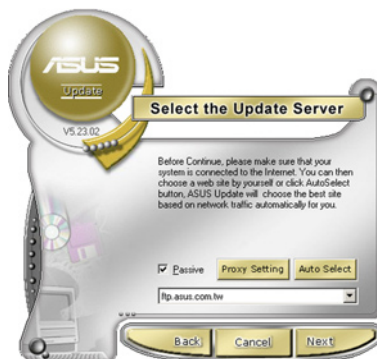 ASUS
Update
V5.23.02
Select the Update Server
Before Continue, please make sure that your
system is connected to the Internet. You can then
choose a web site by yourself or click AutoSelect
button, ASUS Update will choose the best site
based on network traffic automatically for you.
Passive
Proxy Setting
Auto Select
ftp.asus.com.tw
Back
Cancel
Next